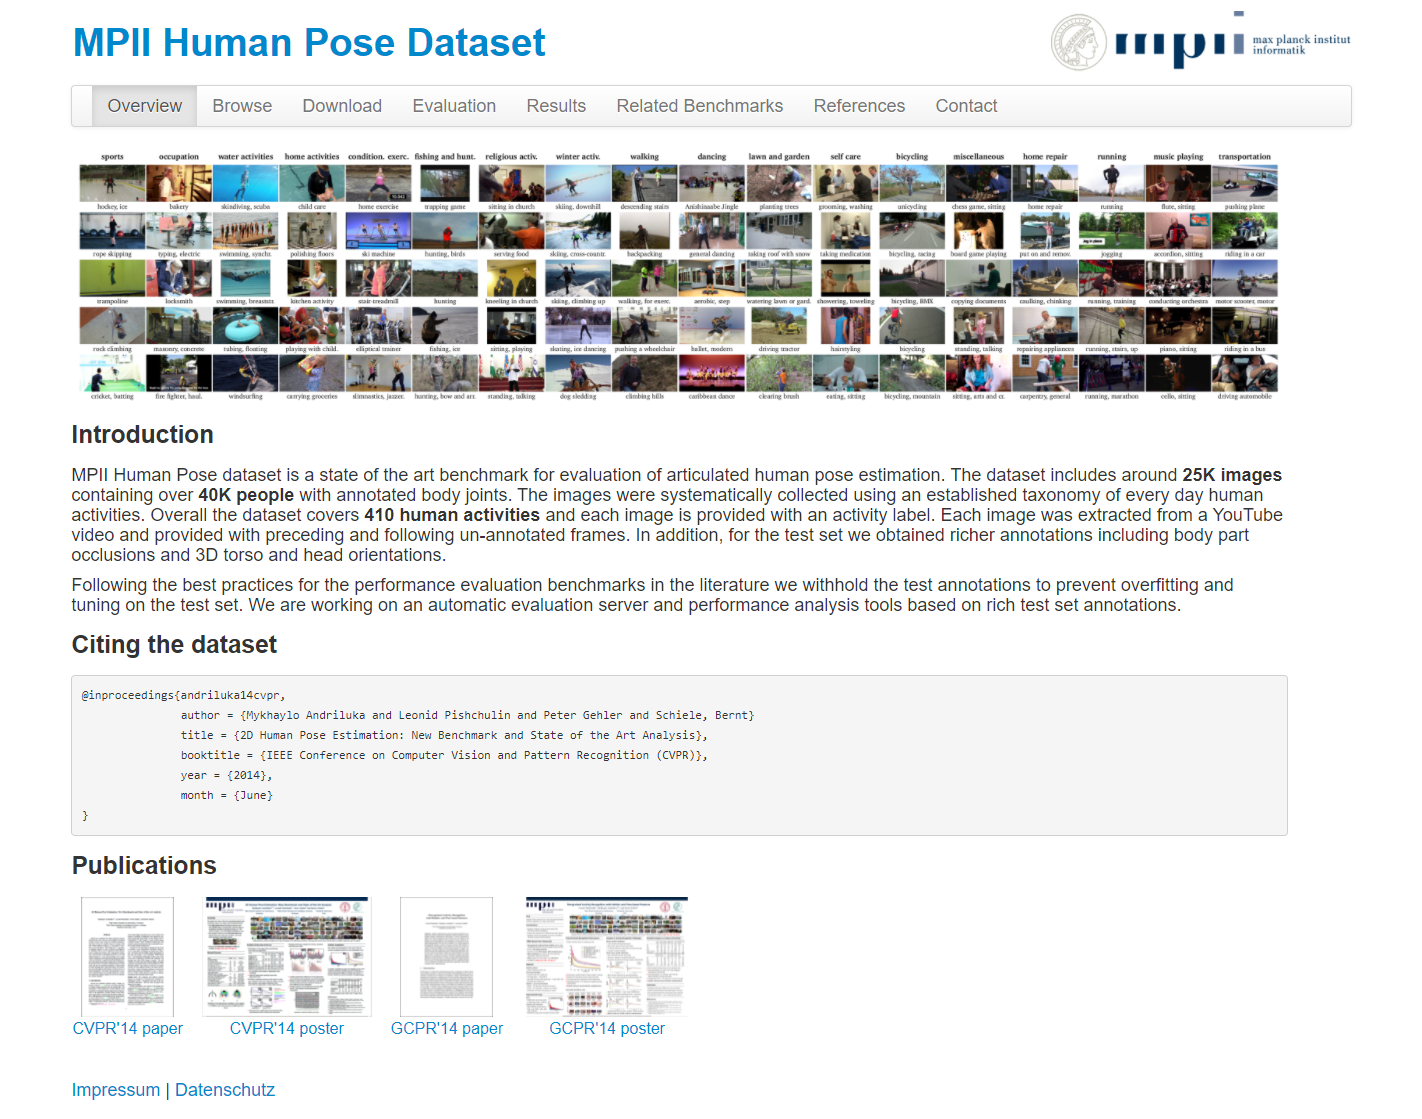 MPII Human Pose Dataset
max planck institut
informatik
Overview Browse Download Evaluation Results Related Benchmarks References Contact
sports occupation water activities home activities condition. exerc. fishing and hunt. religious activ. winter activ. walking dancing lawn and garden self care bicycling miscellaneous home repair running music playing transportation
hockey, ice bakery skindiving, scuba child care home exercise trapping game sitting in church skiing, downhill descending stairs Anishinaabe Jingle planting trees grooming, washing unicycling chess game, sitting home repair running flute, sitting pushing plane
rope skipping typing, electric swimming, synchr. polishing floors ski machine hunting, birds serving food skiing, cross-countr. backpacking general dancing raking roof with snow taking medication bicycling, racing board game playing put on and remov. jogging accordion, sitting riding in a car
trampoline locksmith swimming, breaststr. kitchen activity stair-treadmill hunting kneeling in church skiing, climbing up walking, for exerc. aerobic, step watering lawn or gard. showering, toweling bicycling, BMX copying documents caulking, chinking running, training conducting orchestra motor scooter, motor
rock climbing masonry, concrete tubing, floating playing with child. elliptical trainer fishing, ice sitting, playing skating, ice dancing pushing a wheelchair ballet, modern driving tractor hairstyling bicycling standing, talking repairing appliances running, stairs, up piano, sitting riding in a bus
cricket, batting fire fighter, haul. windsurfing carrying groceries slimnastics, jazzer. hunting, bow and arr. standing, talking dog sledding climbing hills caribbean dance clearing brush eating, sitting bicycling, mountain sitting, arts and cr. carpentry, general running, marathon cello, sitting driving automobile
Introduction
MPII Human Pose dataset is a state of the art benchmark for evaluation of articulated human pose estimation. The dataset includes around 25K images
containing over 40K people with annotated body joints. The images were systematically collected using an established taxonomy of every day human
activities. Overall the dataset covers 410 human activities and each image is provided with an activity label. Each image was extracted from a YouTube
video and provided with preceding and following un-annotated frames. In addition, for the test set we obtained richer annotations including body part
occlusions and 3D torso and head orientations.
Following the best practices for the performance evaluation benchmarks in the literature we withhold the test annotations to prevent overfitting and
tuning on the test set. We are working on an automatic evaluation server and performance analysis tools based on rich test set annotations.
Citing the dataset
@inproceedings{andriluka14cvpr,
author = {Mykhaylo Andriluka and Leonid Pishchulin and Peter Gehler and Schiele, Bernt}
title = {2D Human Pose Estimation: New Benchmark and State of the Art Analysis},
booktitle = {IEEE Conference on Computer Vision and Pattern Recognition (CVPR)},
year = {2014},
month = {June}
}
Publications
CVPR'14 paper CVPR'14 poster GCPR'14 paper GCPR'14 poster
Impressum | Datenschutz